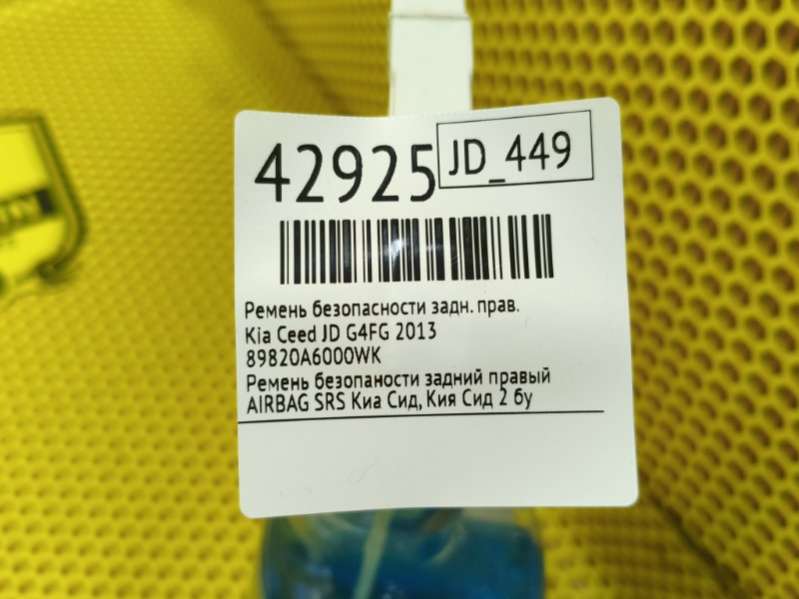 42925
JD_449
Ремень безопасности задн. прав.
Kia Ceed JD G4FG 2013
89820A6000WK
Ремень безопаности задний правый
AIRBAG SRS Киа Сид, Кия Сид 2 бу